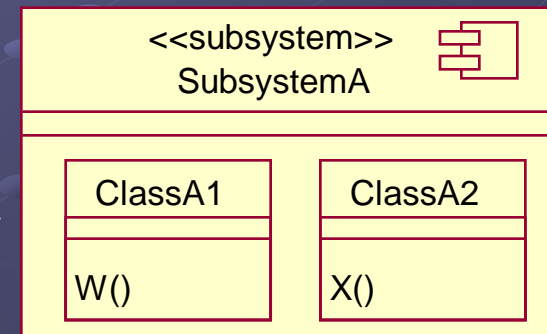 <<subsystem>>
SubsystemA
ClassA1 ClassA2
W() X()